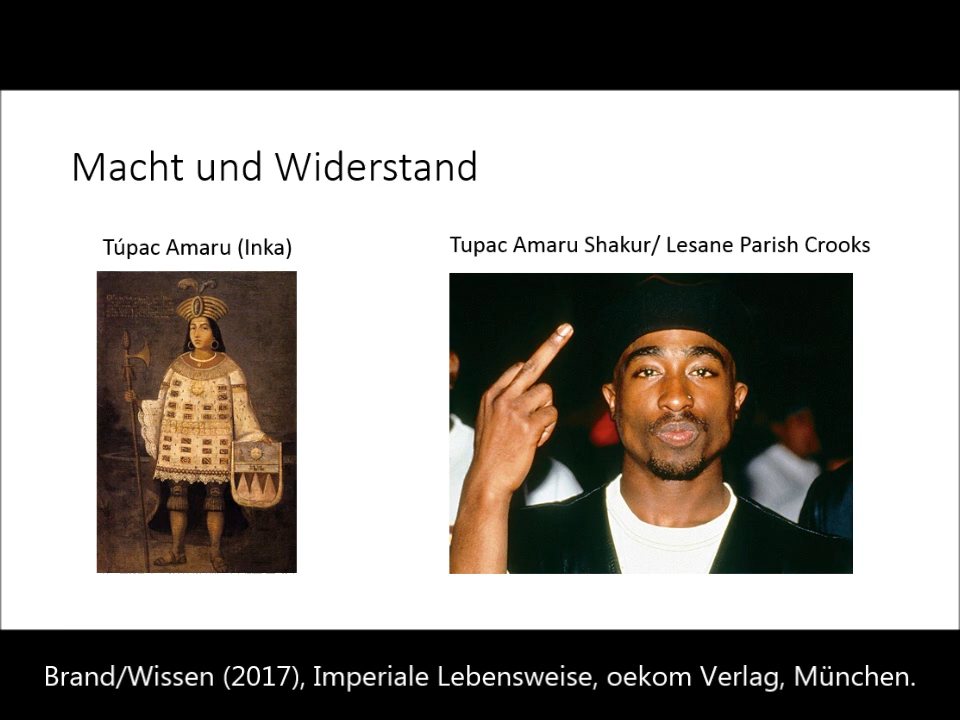 Macht und Widerstand
Túpac Amaru (Inka)
Tupac Amaru Shakur/ Lesane Parish Crooks
Brand/Wissen (2017), Imperiale Lebensweise, oekom Verlag, München.